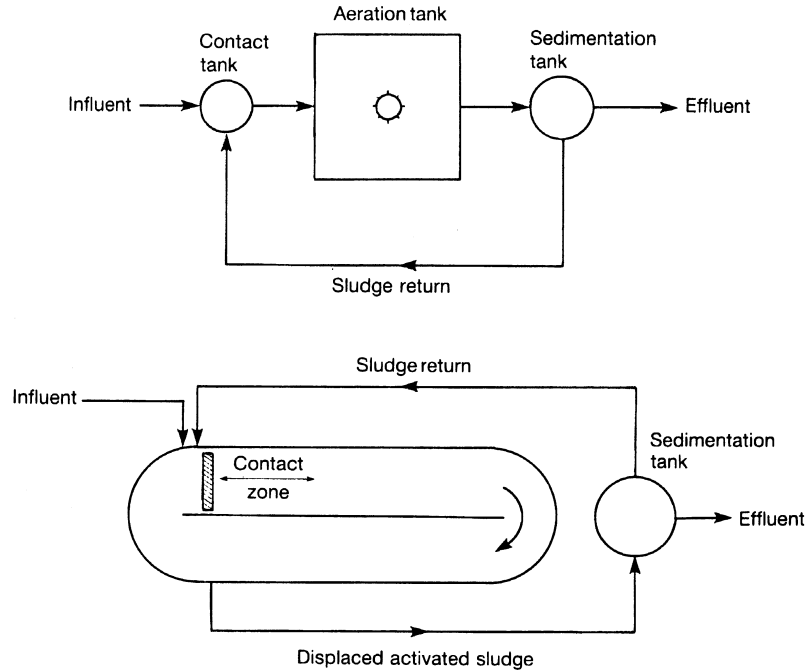 Aeration tank
Contact
tank
Sedimentation
tank
Influent
Effluent
Sludge return
Sludge return
Influent
Contact
zone
Sedimentation
tank
Effluent
Displaced activated sludge